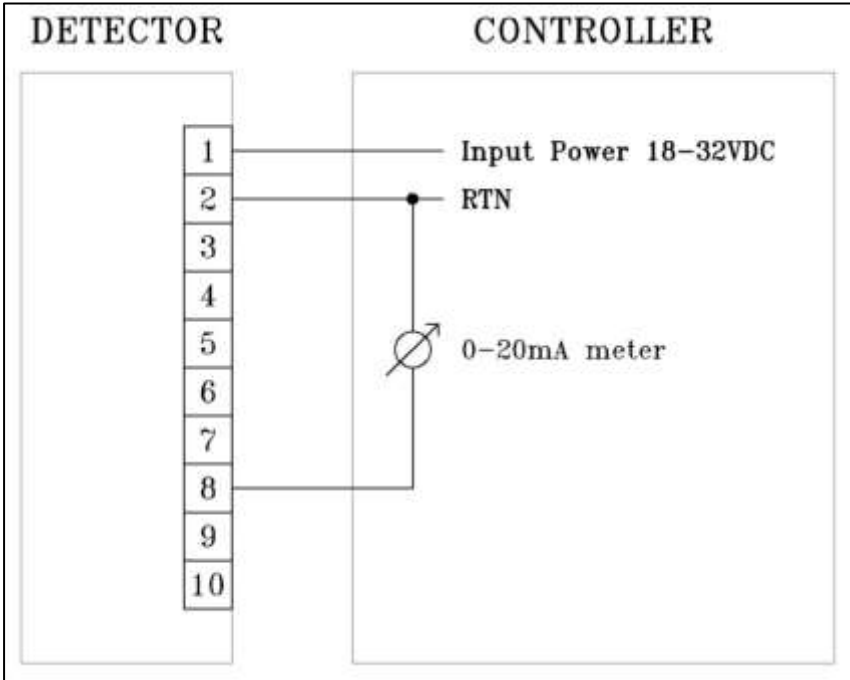 DETECTOR CONTROLLER
1 Input Power 18-32VDC
2 RTN
3
4
5 0-20mA meter
6
7
8
9
10